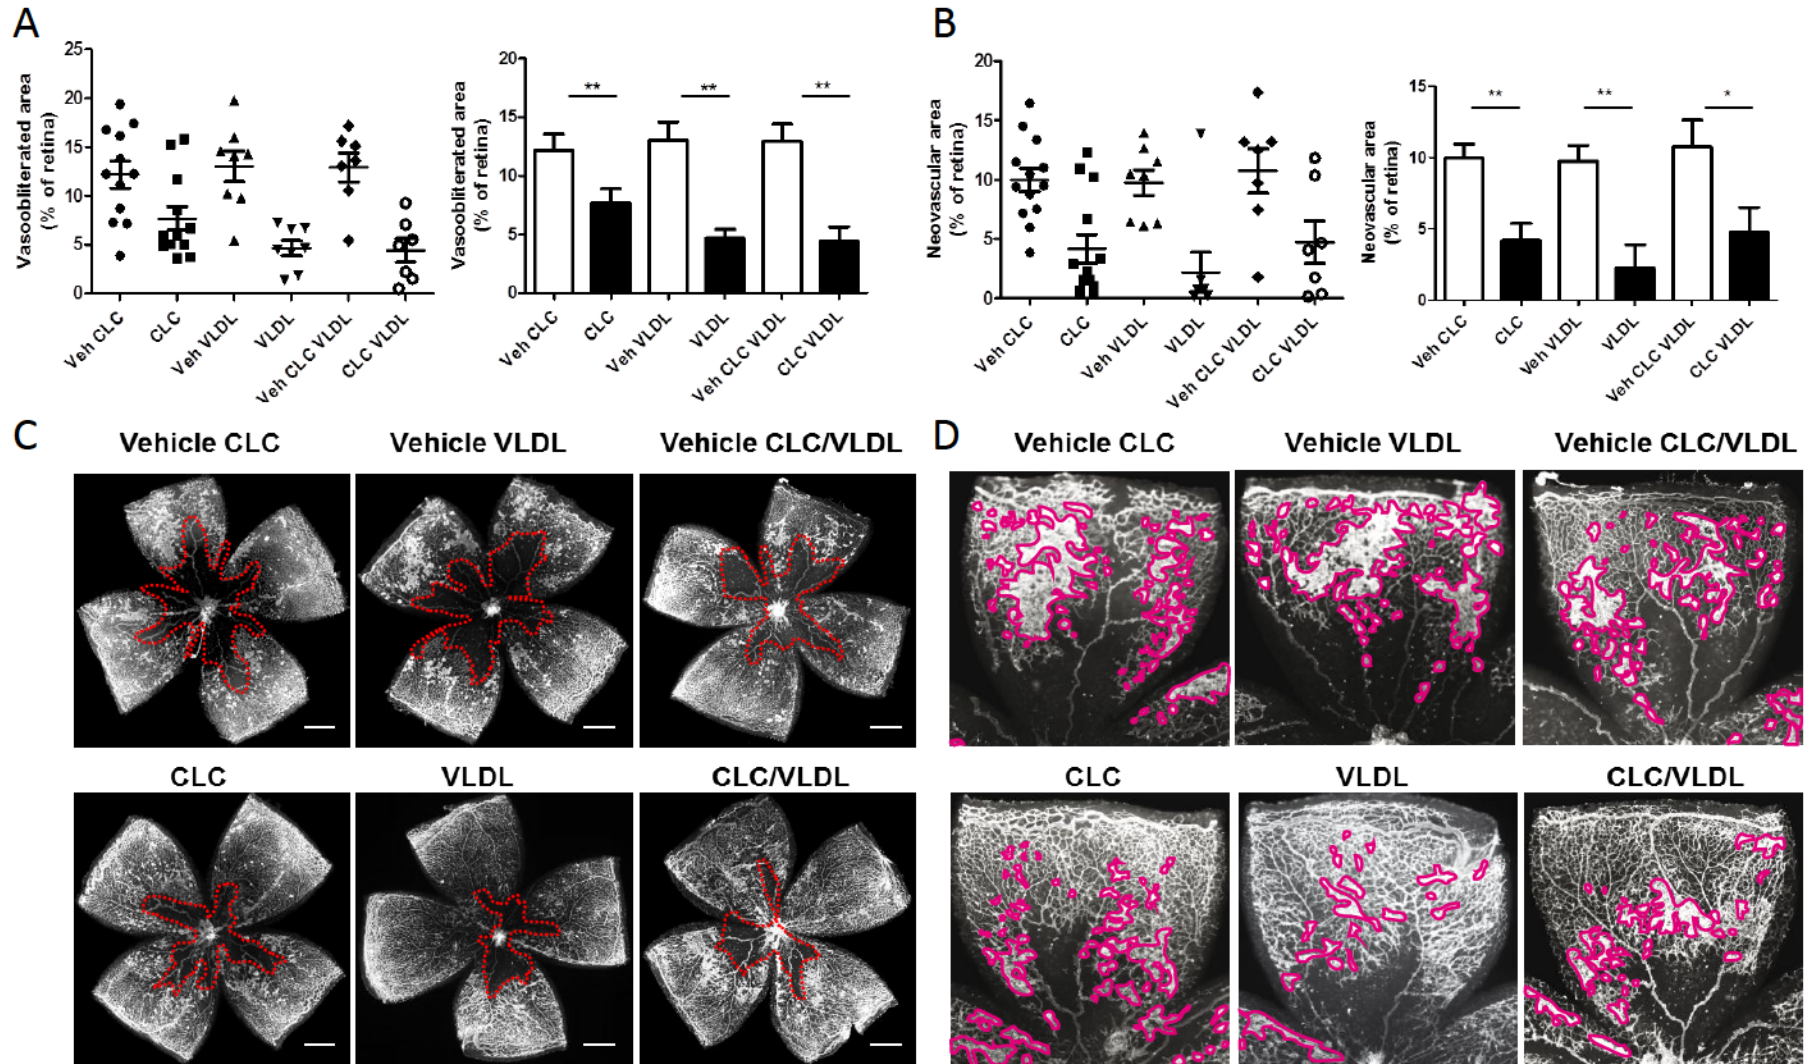 A
Vasoobliterated area
(% of retina)
25
20
15
10
5
0
Veh CLC
CLC
Veh VLDL
VLDL
Veh CLC VLDL
CLC VLDL
Vasoobliterated area
(% of retina)
20
15
10
5
0
**
**
**
Veh CLC
CLC
Veh VLDL
VLDL
Veh CLC VLDL
CLC VLDL
B
Neovascular area
(% of retina)
20
15
10
5
0
Veh CLC
CLC
Veh VLDL
VLDL
Veh CLC VLDL
CLC VLDL
Neovascular area
(% of retina)
15
10
5
0
**
**
*
Veh CLC
CLC
Veh VLDL
VLDL
Veh CLC VLDL
CLC VLDL
C
Vehicle CLC
Vehicle VLDL
Vehicle CLC/VLDL
CLC
VLDL
CLC/VLDL
D
Vehicle CLC
Vehicle VLDL
Vehicle CLC/VLDL
CLC
VLDL
CLC/VLDL